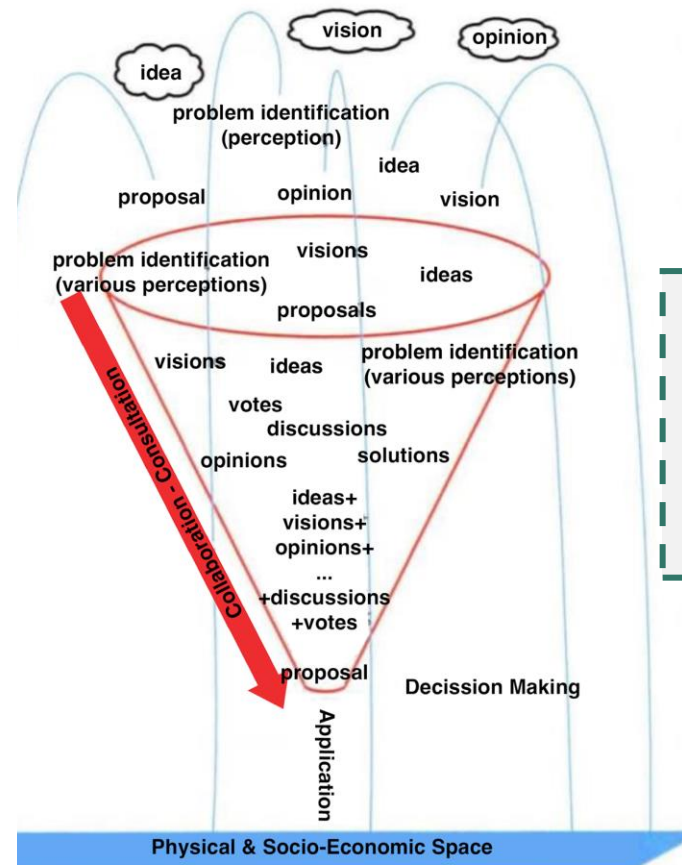 vision
opinion
idea
problem identification
(perception)
idea
proposal
opinion
vision
visions
problem identification
(various perceptions)
ideas
proposals
problem identification
(various perceptions)
visions
ideas
votes
discussions
opinions
solutions
ideas+
visions+
opinions+
...
+discussions
+votes
proposal
Collaboration - Consultation
Decission Making
Application
Physical & Socio-Economic Space